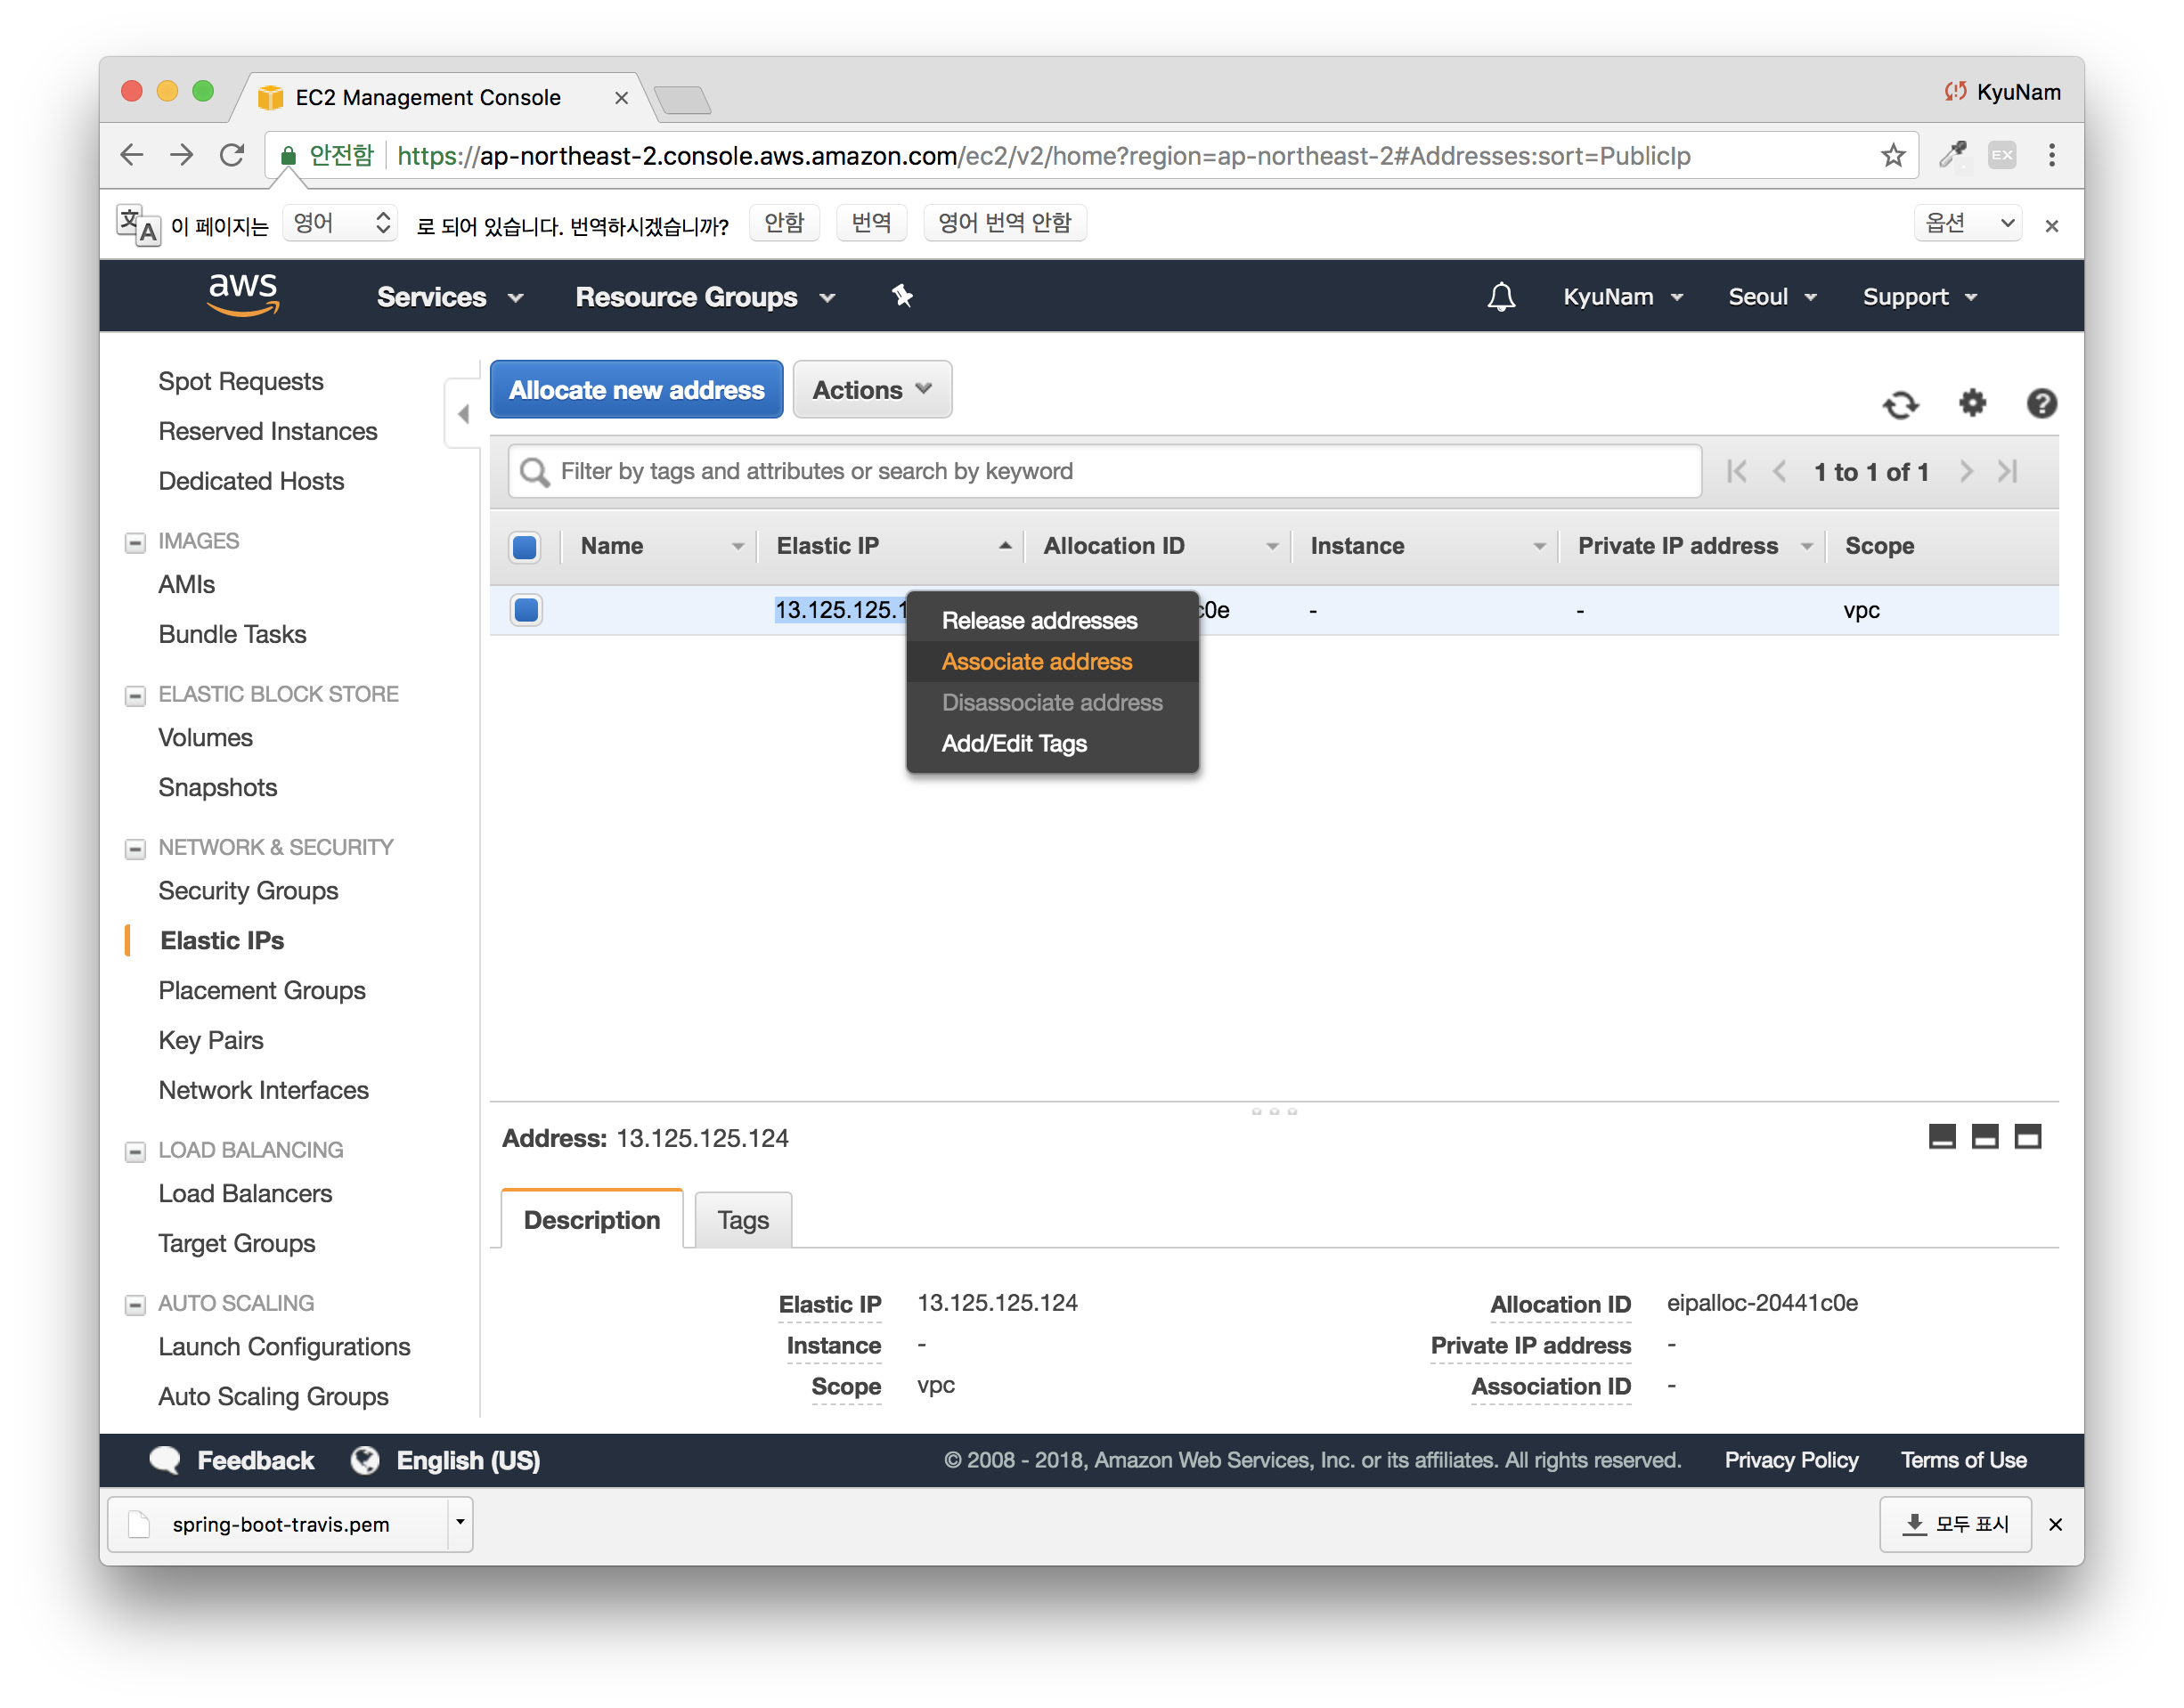 EC2 Management Console
KyuNam
안전함 https://ap-northeast-2.console.aws.amazon.com/ec2/v2/home?region=ap-northeast-2#Addresses:sort=PublicIp
EX
文 A 이 페이지는 영어 로 되어 있습니다. 번역하시겠습니까? 안함 번역 영어 번역 안함 옵션
aws Services Resource Groups KyuNam Seoul Support
Spot Requests
Reserved Instances
Dedicated Hosts
IMAGES
AMIs
Bundle Tasks
ELASTIC BLOCK STORE
Volumes
Snapshots
NETWORK & SECURITY
Security Groups
Elastic IPs
Placement Groups
Key Pairs
Network Interfaces
LOAD BALANCING
Load Balancers
Target Groups
AUTO SCALING
Launch Configurations
Auto Scaling Groups
Allocate new address Actions
Filter by tags and attributes or search by keyword 1 to 1 of 1
Name Elastic IP Allocation ID Instance Private IP address Scope
13.125.125.1 c0e - - vpc
Release addresses
Associate address
Disassociate address
Add/Edit Tags
Address: 13.125.125.124
Description Tags
Elastic IP 13.125.125.124 Allocation ID eipalloc-20441c0e
Instance - Private IP address -
Scope vpc Association ID -
Feedback English (US) © 2008 - 2018, Amazon Web Services, Inc. or its affiliates. All rights reserved. Privacy Policy Terms of Use
spring-boot-travis.pem 모두 표시